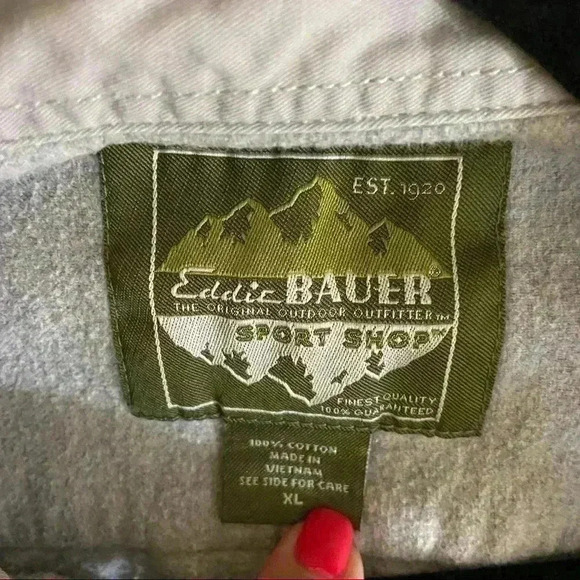 EST. 1920
Eddie BAUER®
THE ORIGINAL OUTDOOR OUTFITTER™
SPORT SHOP™
FINEST QUALITY
100% GUARANTEED
100% COTTON
MADE IN
VIETNAM
SEE SIDE FOR CARE
XL